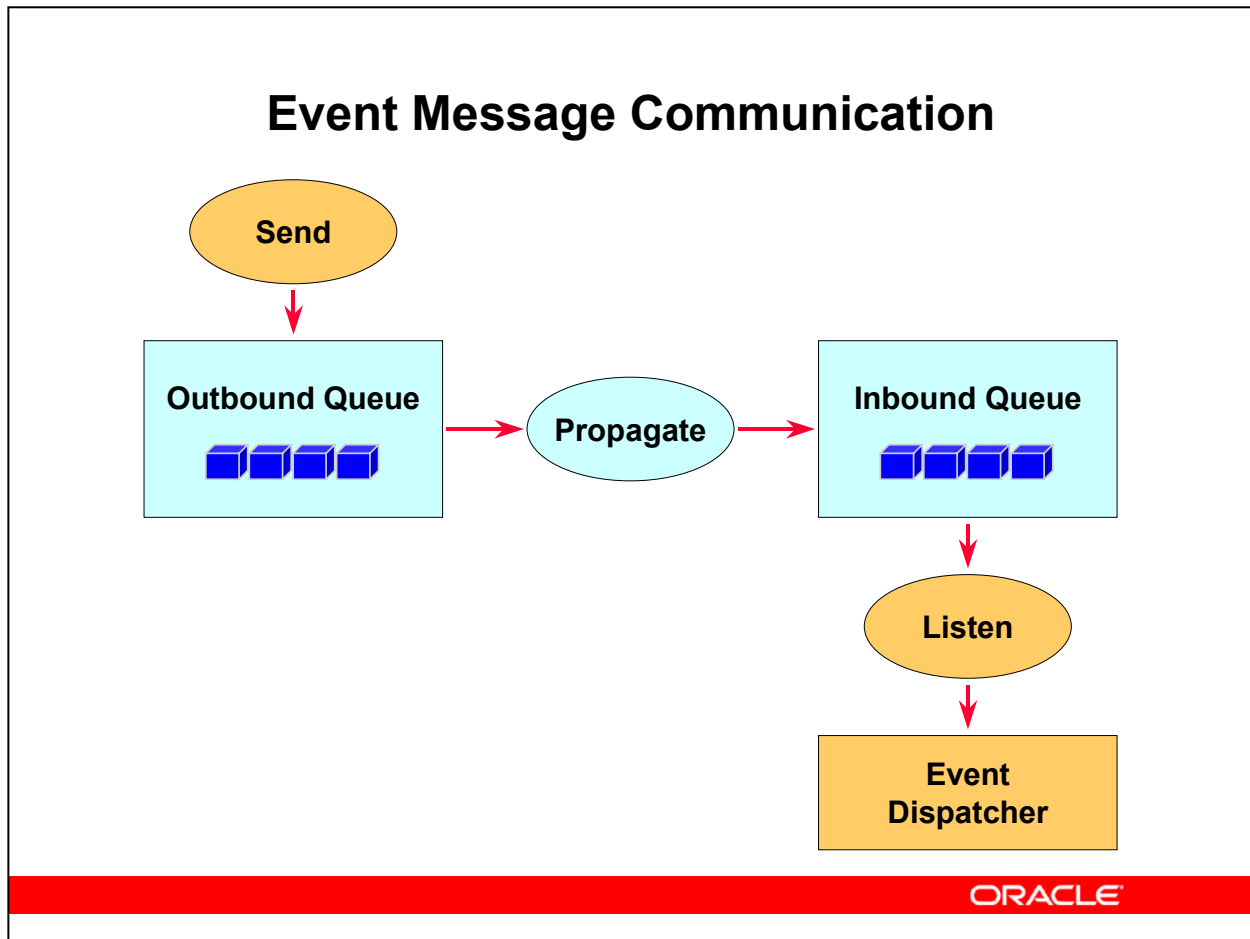 Event Message Communication
Send
Outbound Queue
Propagate
Inbound Queue
Listen
Event
Dispatcher
ORACLE